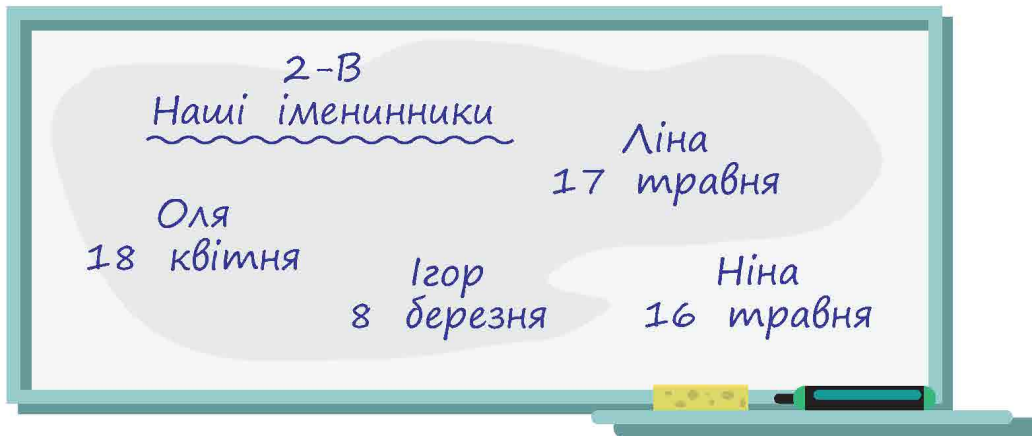 2-В
Наші іменинники
Ліна
17 травня
Оля
18 квітня
Ігор
8 березня
Ніна
16 травня